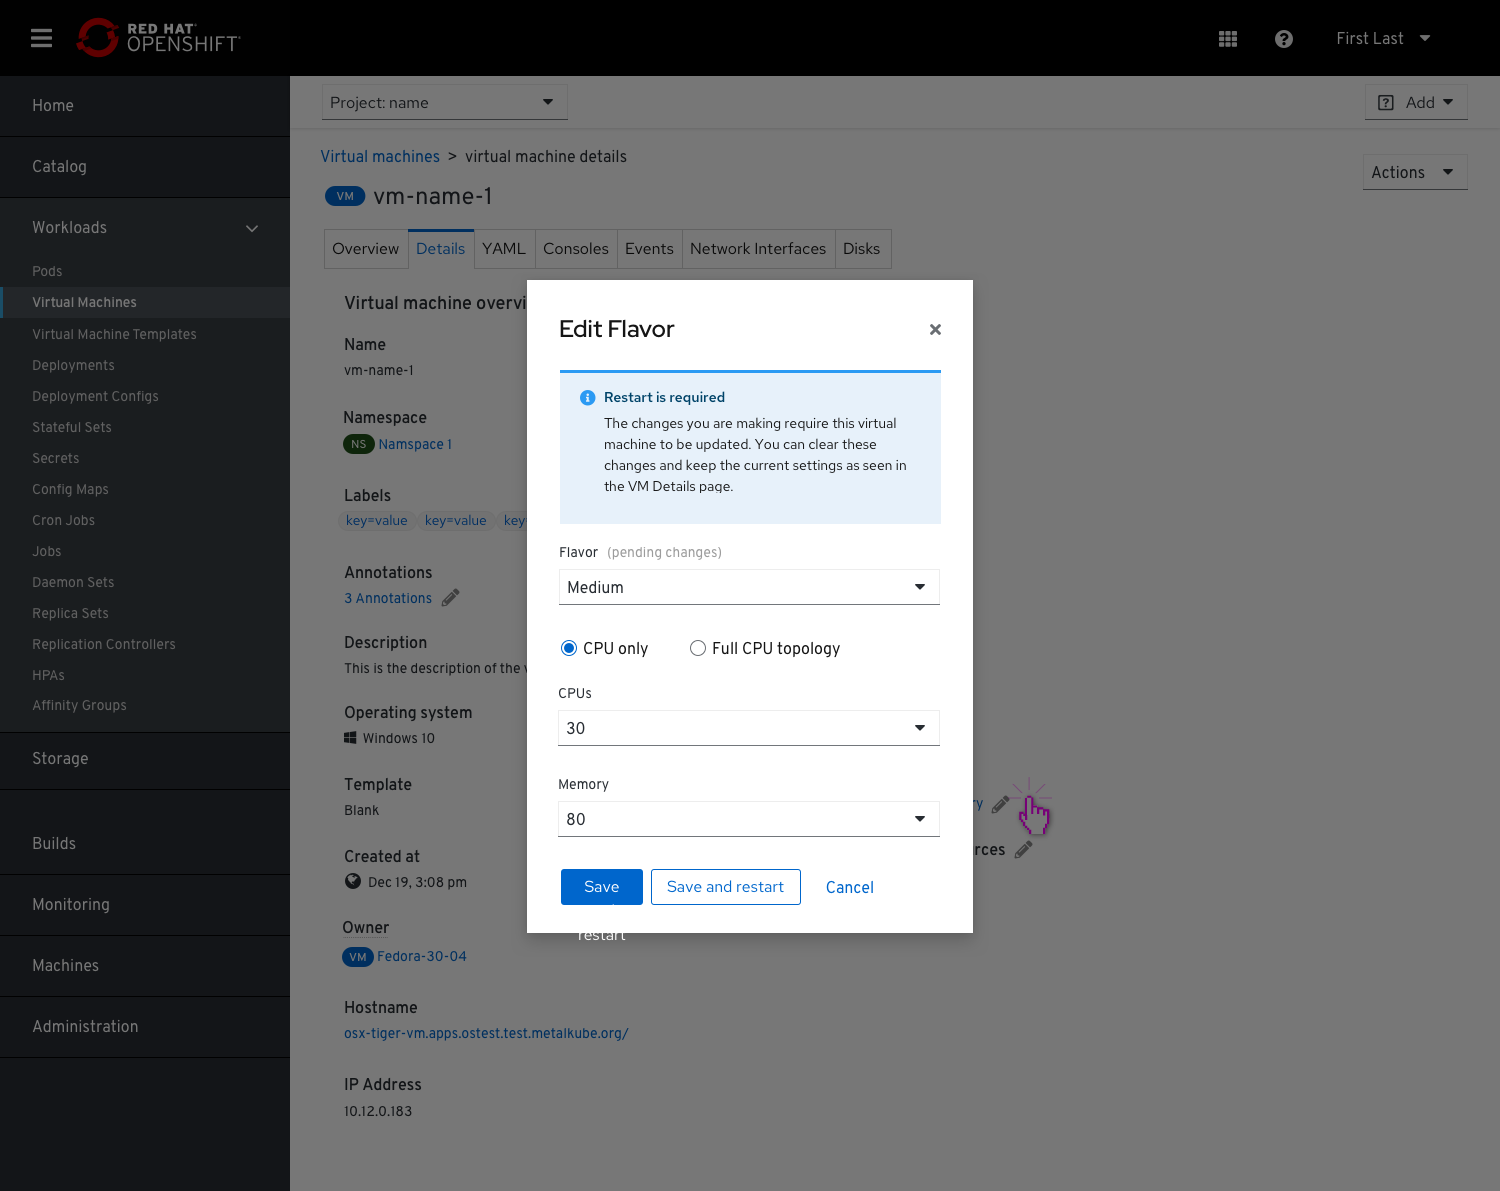 RED HAT
OPENSHIFT
First Last
Home
Catalog
Workloads
Pods
Virtual Machines
Virtual Machine Templates
Deployments
Deployment Configs
Stateful Sets
Secrets
Config Maps
Cron Jobs
Jobs
Daemon Sets
Replica Sets
Replication Controllers
HPAs
Affinity Groups
Storage
Builds
Monitoring
Machines
Administration
Project: name
Add
Virtual machines > virtual machine details
Actions
VM vm-name-1
Overview Details YAML Consoles Events Network Interfaces Disks
Virtual machine overvi
Name
vm-name-1
Namespace
NS Namspace 1
Labels
key=value key=value key=
Annotations
3 Annotations
Description
This is the description of the v
Operating system
Windows 10
Template
Blank
Created at
Dec 19, 3:08 pm
Owner
VM Fedora-30-04
Hostname
osx-tiger-vm.apps.ostest.test.metalkube.org/
IP Address
10.12.0.183
ry
rces
Edit Flavor
Restart is required
The changes you are making require this virtual
machine to be updated. You can clear these
changes and keep the current settings as seen in
the VM Details page.
Flavor (pending changes)
Medium
CPU only Full CPU topology
CPUs
30
Memory
80
Save Save and restart Cancel
restart